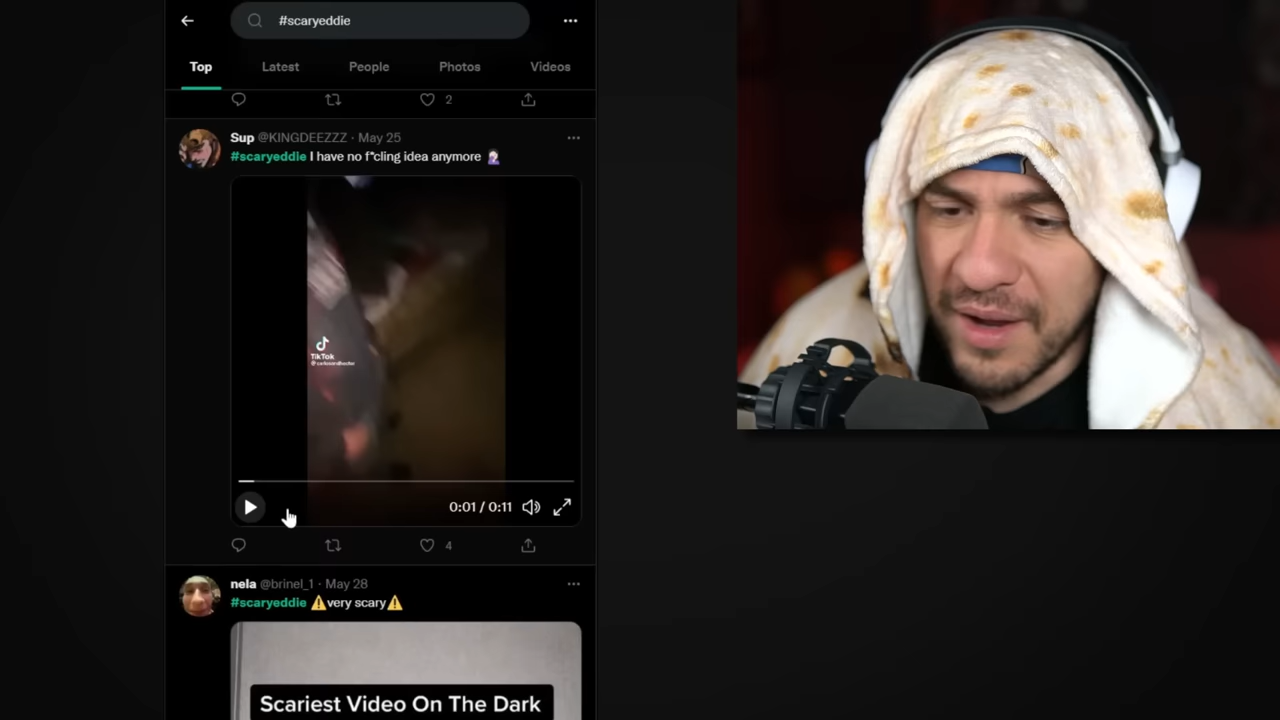 #scaryeddie
Top Latest People Photos Videos
2
Sup @KINGDEEZZZ · May 25
#scaryeddie I have no f*cling idea anymore
TikTok
0:01 / 0:11
4
nela @brinel_1 · May 28
#scaryeddie ⚠️very scary⚠️
Scariest Video On The Dark